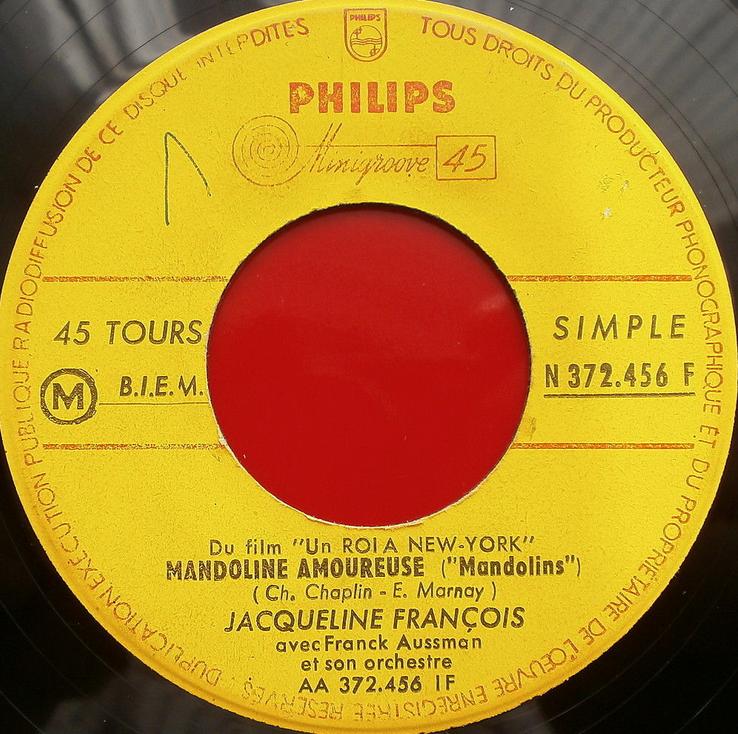 PHILIPS
PHILIPS
Minigroove 45
TOUS DROITS DU PRODUCTEUR PHONOGRAPHIQUE ET DU PROPRIÉTAIRE DE L'ŒUVRE ENREGISTRÉE RÉSERVÉS. DUPLICATION EXÉCUTION PUBLIQUE, RADIODIFFUSION DE CE DISQUE INTERDITES
45 TOURS
SIMPLE
M B.I.E.M.
N 372.456 F
Du film "Un ROI A NEW-YORK"
MANDOLINE AMOUREUSE ("Mandolins")
(Ch. Chaplin - E. Marnay)
JACQUELINE FRANÇOIS
avec Franck Aussman
et son orchestre
AA 372.456 1F